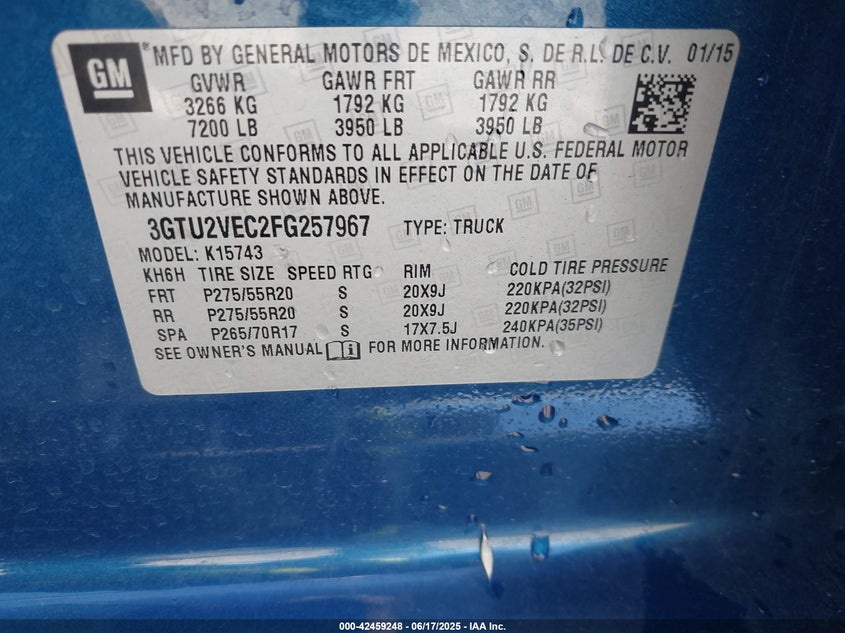 GM ® MFD BY GENERAL MOTORS DE MEXICO, S. DE R.L. DE C.V. 01/15
GVWR GAWR FRT GAWR RR
3266 KG 1792 KG 1792 KG
7200 LB 3950 LB 3950 LB
THIS VEHICLE CONFORMS TO ALL APPLICABLE U.S. FEDERAL MOTOR
VEHICLE SAFETY STANDARDS IN EFFECT ON THE DATE OF
MANUFACTURE SHOWN ABOVE.
3GTU2VEC2FG257967 TYPE: TRUCK
MODEL: K15743
KH6H TIRE SIZE SPEED RTG RIM COLD TIRE PRESSURE
FRT P275/55R20 S 20X9J 220KPA(32PSI)
RR P275/55R20 S 20X9J 220KPA(32PSI)
SPA P265/70R17 S 17X7.5J 240KPA(35PSI)
SEE OWNER'S MANUAL i FOR MORE INFORMATION.
000-42459248 - 06/17/2025 - IAA Inc.